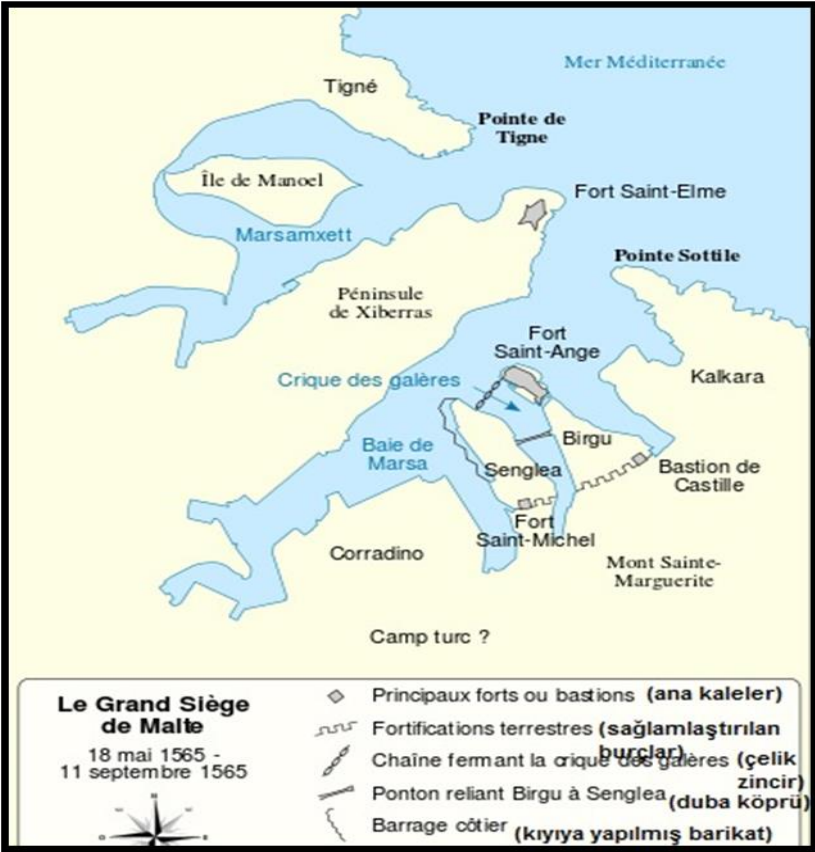 Mer Méditerranée
Tigné
Pointe de
Tigne
Île de Manoel
Fort Saint-Elme
Marsamxett
Pointe Sottile
Péninsule
de Xiberras
Fort
Saint-Ange
Crique des galères
Kalkara
Birgu
Baie de
Marsa
Senglea
Bastion de
Castille
Fort
Saint-Michel
Corradino
Mont Sainte-
Marguerite
Camp turc ?
Le Grand Siège
de Malte
18 mai 1565 -
11 septembre 1565
Principaux forts ou bastions (ana kaleler)
Fortifications terrestres (sağlamlaştırılan
burçlar)
Chaîne fermant la crique des galères (çelik
zincir)
Ponton reliant Birgu à Senglea (duba köprü)
Barrage côtier (kıyıya yapılmış barikat)